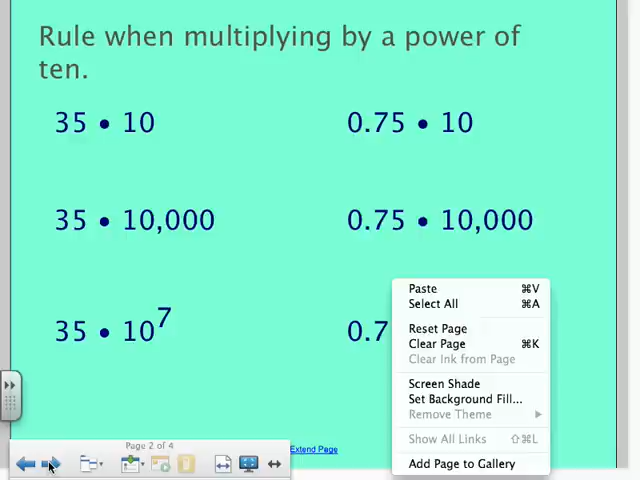 Rule when multiplying by a power of
ten.
35 • 10
0.75 • 10
35 • 10,000
0.75 • 10,000
35 • 10⁷
0.7
Paste ⌘V
Select All ⌘A
Reset Page
Clear Page ⌘K
Clear Ink from Page
Screen Shade
Set Background Fill...
Remove Theme
Show All Links ⇧⌘L
Add Page to Gallery
Page 2 of 4
Extend Page